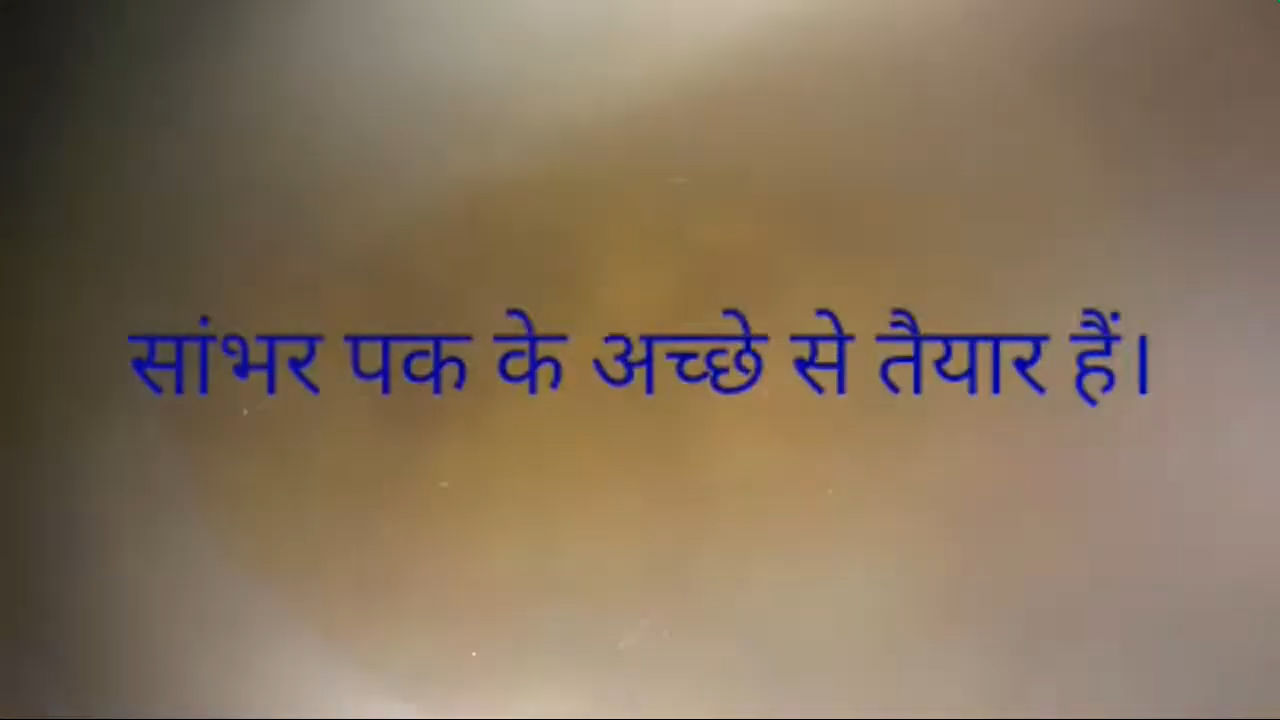 सांभर पक के अच्छे से तैयार हैं।